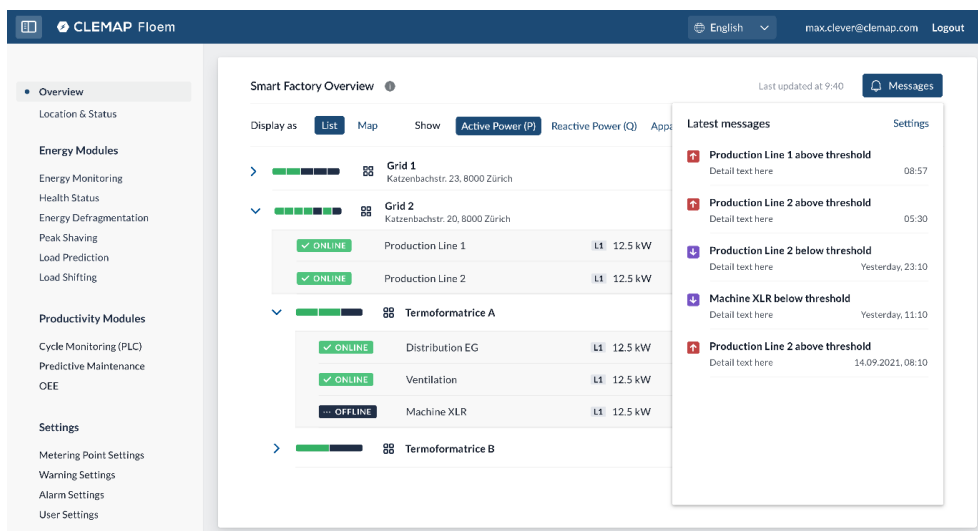 CLEMAP Floem
English
max.clever@clemap.com
Logout
Overview
Location & Status
Energy Modules
Energy Monitoring
Health Status
Energy Defragmentation
Peak Shaving
Load Prediction
Load Shifting
Productivity Modules
Cycle Monitoring (PLC)
Predictive Maintenance
OEE
Settings
Metering Point Settings
Warning Settings
Alarm Settings
User Settings
Smart Factory Overview
Last updated at 9:40
Messages
Display as List Map Show Active Power (P) Reactive Power (Q) Appa
Grid 1
Katzenbachstr. 23, 8000 Zürich
Grid 2
Katzenbachstr. 20, 8000 Zürich
ONLINE Production Line 1 L1 12.5 kW
ONLINE Production Line 2 L1 12.5 kW
Termoformatrice A
ONLINE Distribution EG L1 12.5 kW
ONLINE Ventilation L1 12.5 kW
OFFLINE Machine XLR L1 12.5 kW
Termoformatrice B
Latest messages Settings
Production Line 1 above threshold
Detail text here 08:57
Production Line 2 above threshold
Detail text here 05:30
Production Line 2 below threshold
Detail text here Yesterday, 23:10
Machine XLR below threshold
Detail text here Yesterday, 11:10
Production Line 2 above threshold
Detail text here 14.09.2021, 08:10